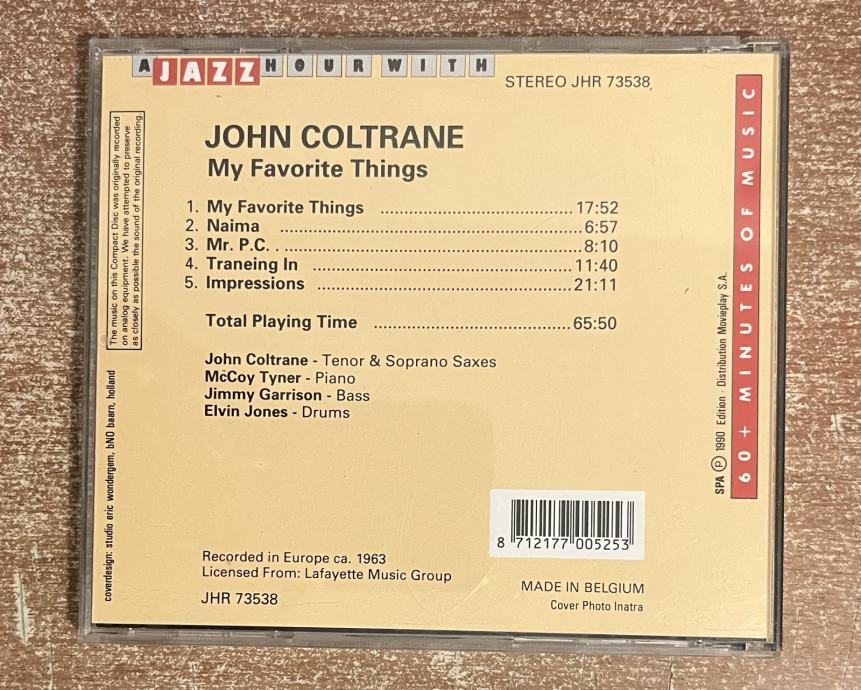 A JAZZ HOUR WITH
STEREO JHR 73538
JOHN COLTRANE
My Favorite Things
1. My Favorite Things ........................................ 17:52
2. Naima ............................................................ 6:57
3. Mr. P.C. . ........................................................ 8:10
4. Traneing In .................................................... 11:40
5. Impressions ................................................... 21:11
Total Playing Time ........................................ 65:50
John Coltrane - Tenor & Soprano Saxes
McCoy Tyner - Piano
Jimmy Garrison - Bass
Elvin Jones - Drums
Recorded in Europe ca. 1963
Licensed From: Lafayette Music Group
JHR 73538
8 712177 005253
MADE IN BELGIUM
Cover Photo Inatra
The music on this Compact Disc was originally recorded
on analog equipment. We have attempted to preserve
as closely as possible the sound of the original recording.
coverdesign: studio eric wondergem, bNO baarn, holland
SPA ℗ 1990 Edition · Distribution Movieplay S.A.
60+ MINUTES OF MUSIC